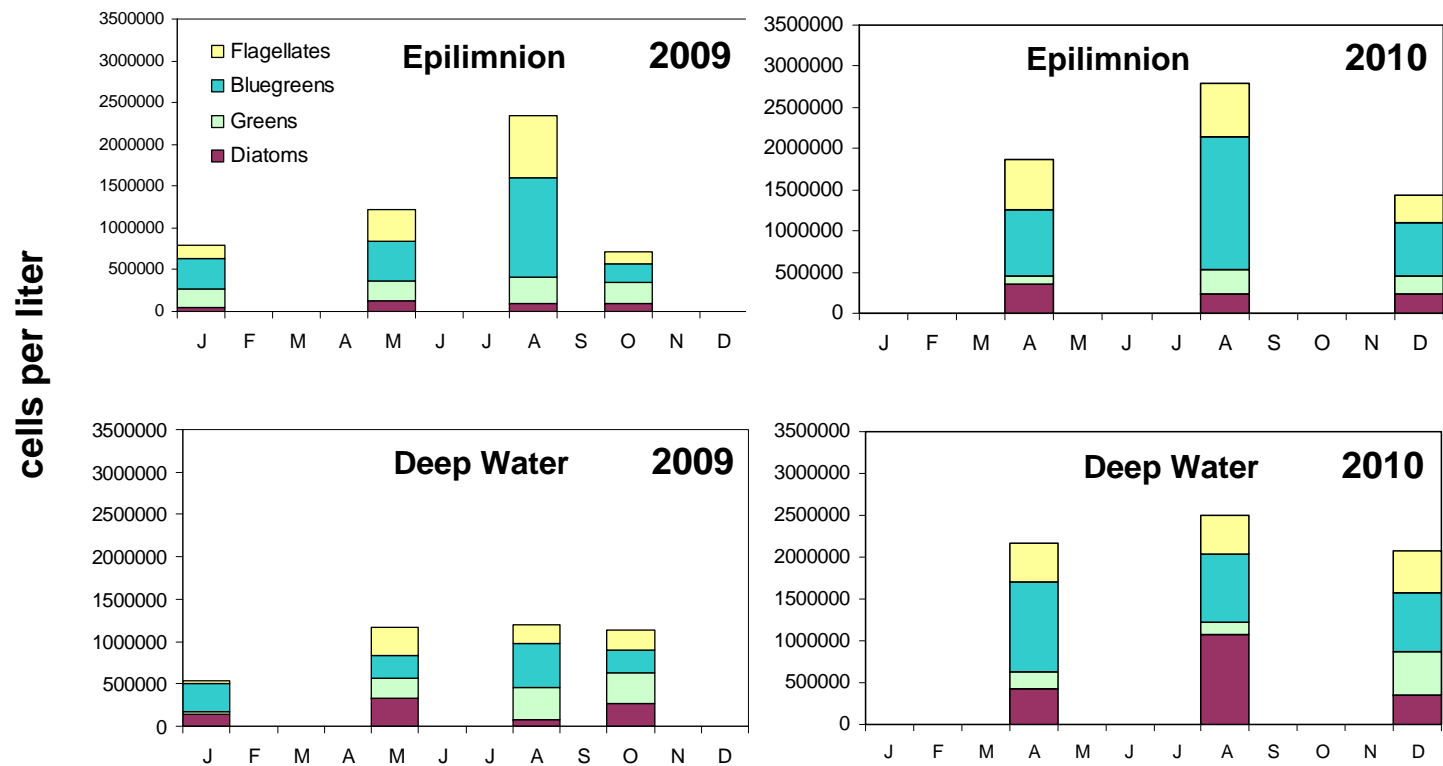 cells per liter
Epilimnion 2009
3500000
3000000
2500000
2000000
1500000
1000000
500000
0
Flagellates
Bluegreens
Greens
Diatoms
J F M A M J J A S O N D
Epilimnion 2010
3500000
3000000
2500000
2000000
1500000
1000000
500000
0
J F M A M J J A S O N D
Deep Water 2009
3500000
3000000
2500000
2000000
1500000
1000000
500000
0
J F M A M J J A S O N D
Deep Water 2010
3500000
3000000
2500000
2000000
1500000
1000000
500000
0
J F M A M J J A S O N D